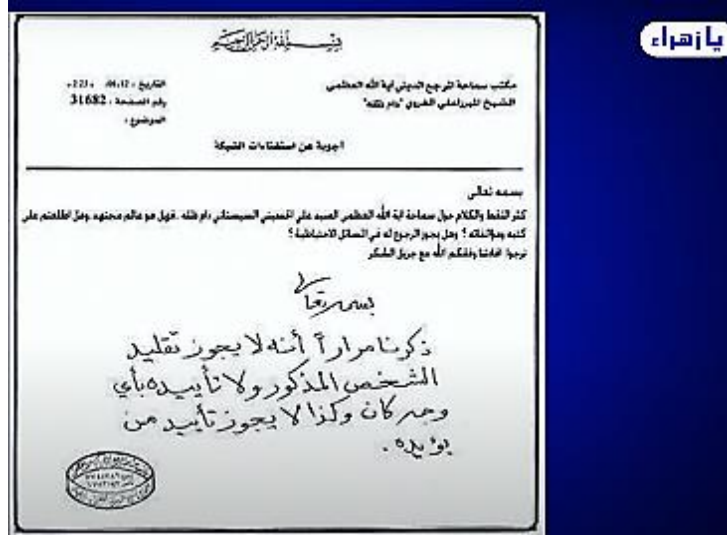 يا زهراء
بسم الله الرحمن الرحيم
مكتب سماحة المرجع الديني آية الله العظمى
الشيخ الميرزا علي الغروي "دام ظله"
التاريخ :
رقم الصفحة : 31682
الموضوع :
أجوبة عن استفتاءات الشبكة
بسمه تعالى
كثر اللغط والكلام حول سماحة آية الله العظمى السيد علي الحسيني السيستاني دام ظله . فهل هو عالم مجتهد وهل اطلعتم على
كتبه ومؤلفاته ؟ وهل يجوز الرجوع له في المسائل الاحتياطية ؟
نرجوا افادتنا وفقكم الله مع جزيل الشكر
بسمه تعالى
ذكرنا مراراً أنه لا يجوز تقليد
الشخص المذكور ولا تأييده بأي
وجه كان وكذا لا يجوز تأييد من
يؤيده .